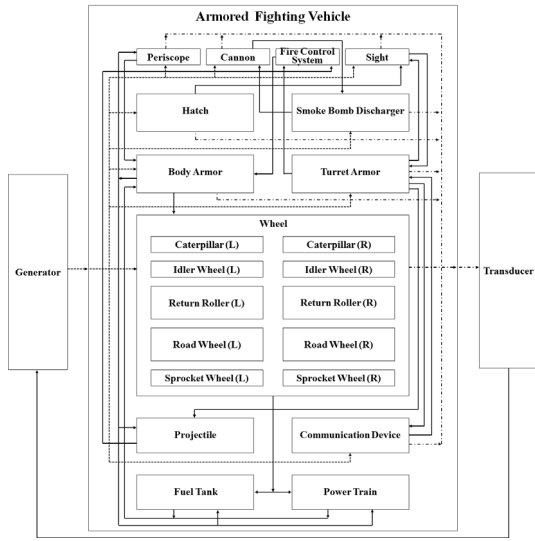 Armored Fighting Vehicle
Periscope
Cannon
Fire Control
System
Sight
Hatch
Smoke Bomb Discharger
Body Armor
Turret Armor
Wheel
Caterpillar (L)
Caterpillar (R)
Idler Wheel (L)
Idler Wheel (R)
Generator
Transducer
Return Roller (L)
Return Roller (R)
Road Wheel (L)
Road Wheel (R)
Sprocket Wheel (L)
Sprocket Wheel (R)
Projectile
Communication Device
Fuel Tank
Power Train